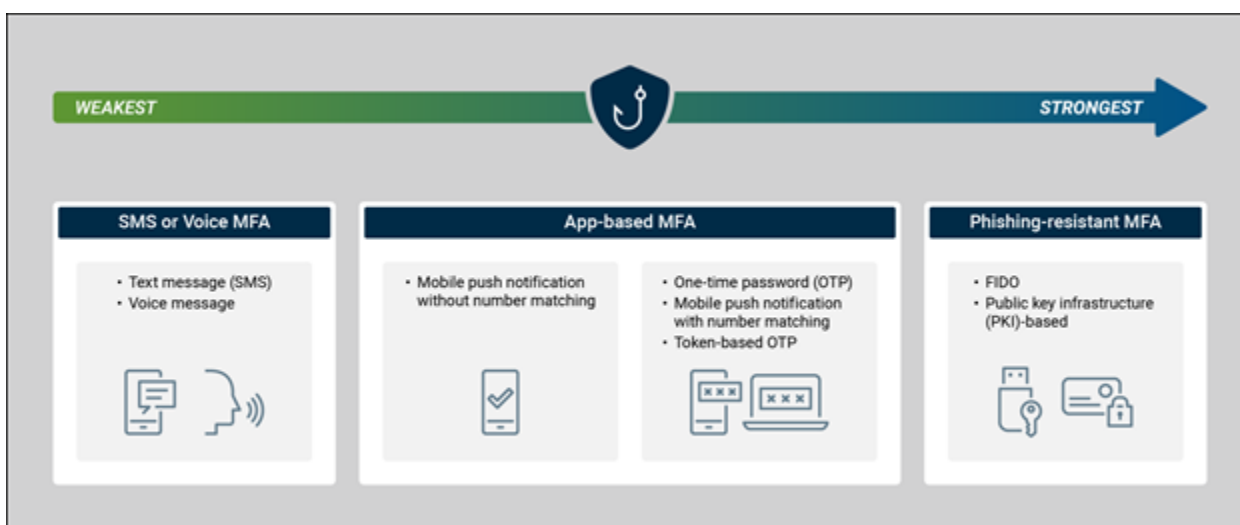 WEAKEST
STRONGEST
SMS or Voice MFA
• Text message (SMS)
• Voice message
App-based MFA
• Mobile push notification
without number matching
• One-time password (OTP)
• Mobile push notification
with number matching
• Token-based OTP
xxx
xxx
Phishing-resistant MFA
• FIDO
• Public key infrastructure
(PKI)-based